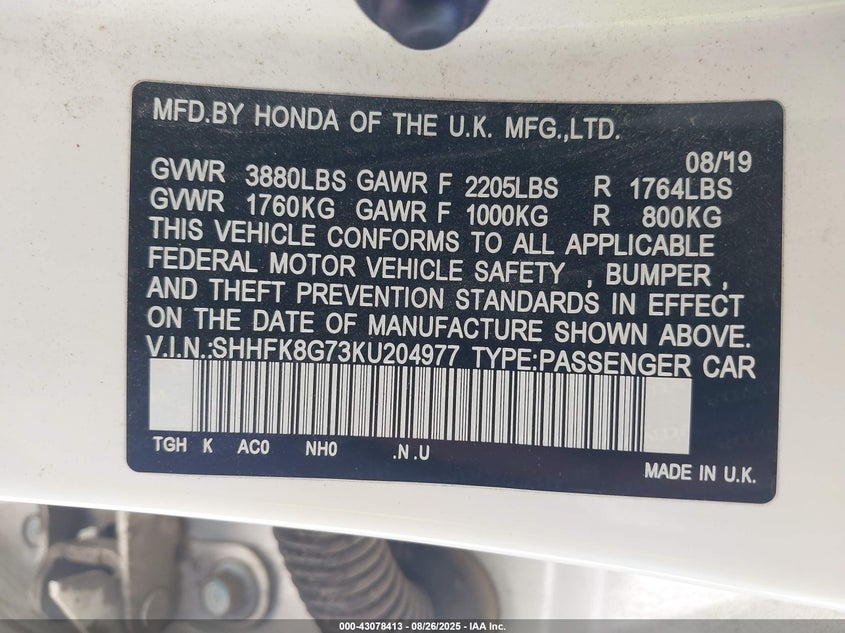 MFD.BY HONDA OF THE U.K. MFG.,LTD.
08/'19
GVWR 3880LBS GAWR F 2205LBS R 1764LBS
GVWR 1760KG GAWR F 1000KG R 800KG
THIS VEHICLE CONFORMS TO ALL APPLICABLE
FEDERAL MOTOR VEHICLE SAFETY , BUMPER ,
AND THEFT PREVENTION STANDARDS IN EFFECT
ON THE DATE OF MANUFACTURE SHOWN ABOVE.
V.I.N.:SHHFK8G73KU204977 TYPE:PASSENGER CAR
TGH K AC0 NH0 .N.U
MADE IN U.K.
000-43078413 - 08/26/2025 - IAA Inc.